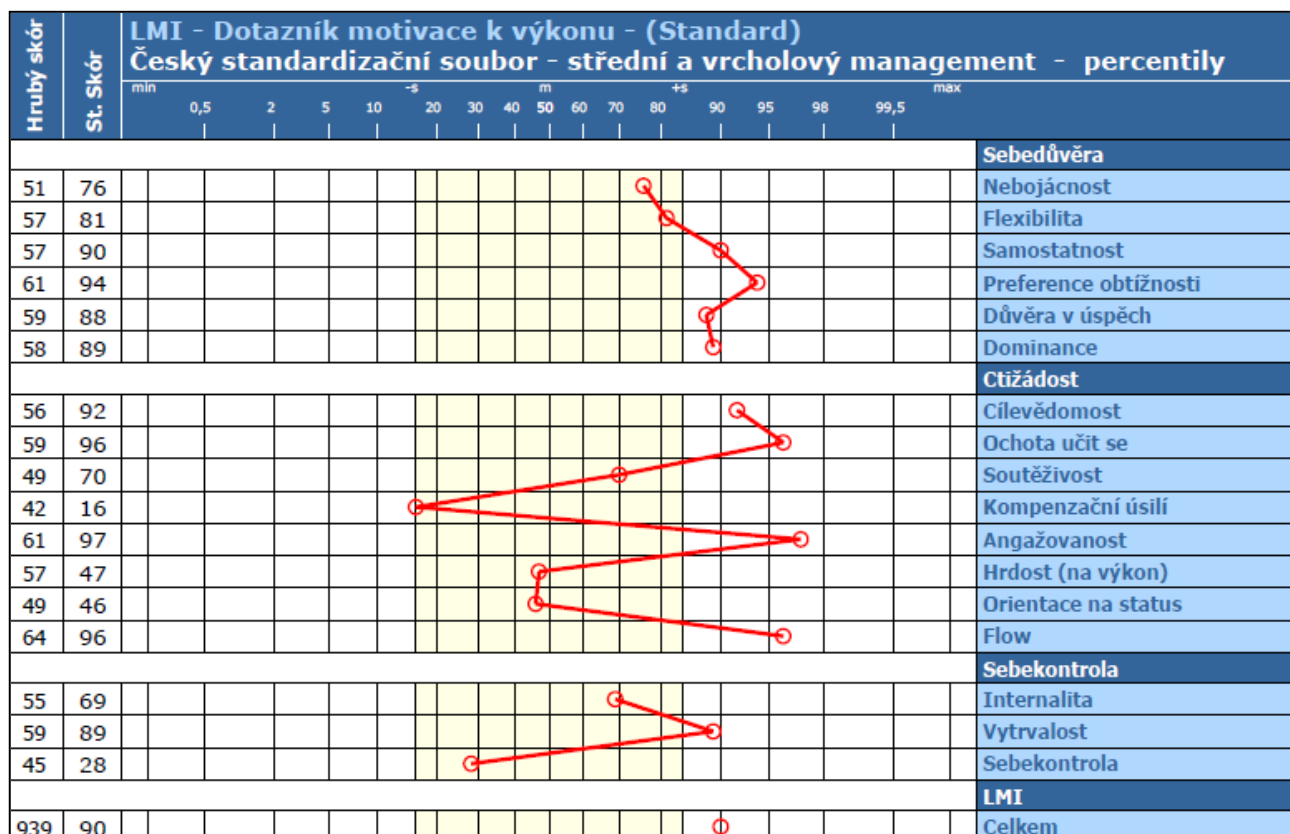 Hrubý skór
St. Skór
LMI - Dotazník motivace k výkonu - (Standard)
Český standardizační soubor - střední a vrcholový management - percentily
min -s m +s max
0,5 2 5 10 20 30 40 50 60 70 80 90 95 98 99,5
Sebedůvěra
51 76 Nebojácnost
57 81 Flexibilita
57 90 Samostatnost
61 94 Preference obtížnosti
59 88 Důvěra v úspěch
58 89 Dominance
Ctižádost
56 92 Cílevědomost
59 96 Ochota učit se
49 70 Soutěživost
42 16 Kompenzační úsilí
61 97 Angažovanost
57 47 Hrdost (na výkon)
49 46 Orientace na status
64 96 Flow
Sebekontrola
55 69 Internalita
59 89 Vytrvalost
45 28 Sebekontrola
LMI
939 90 Celkem